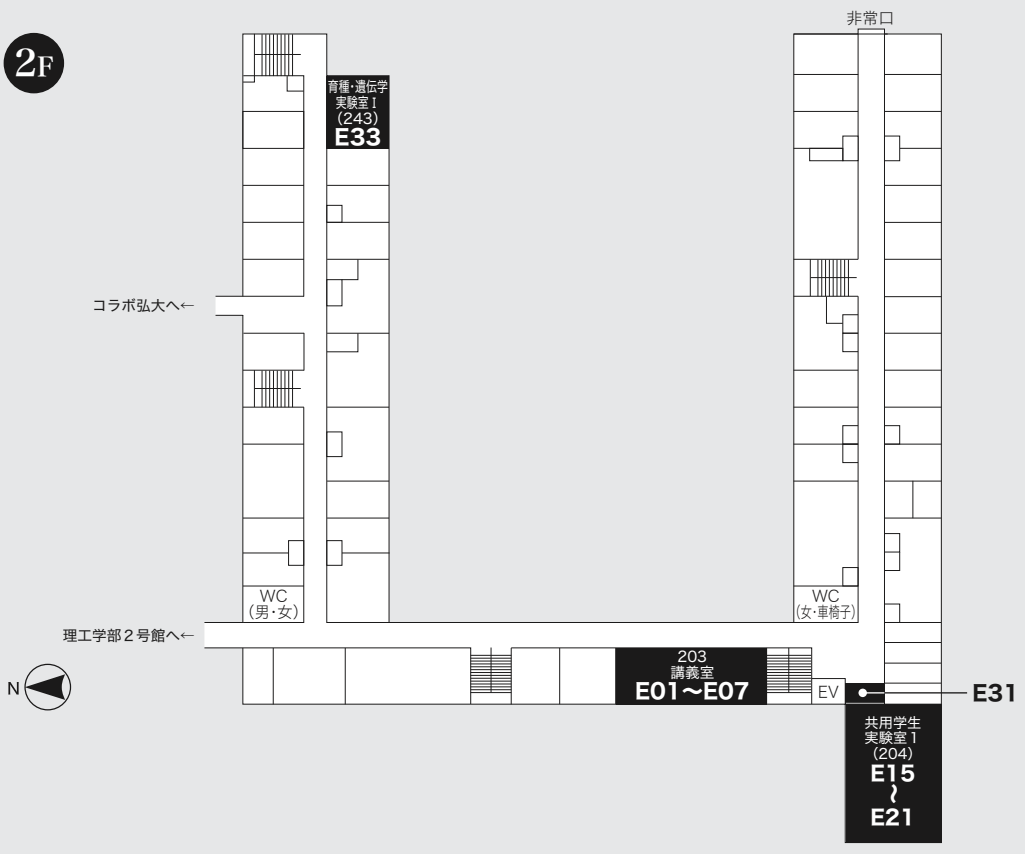 2F
非常口
育種・遺伝学
実験室Ⅰ
(243)
E33
コラボ弘大へ←
WC
(男・女)
WC
(女・車椅子)
理工学部2号館へ←
N
203
講義室
E01〜E07
EV
E31
共用学生
実験室1
(204)
E15
〜
E21